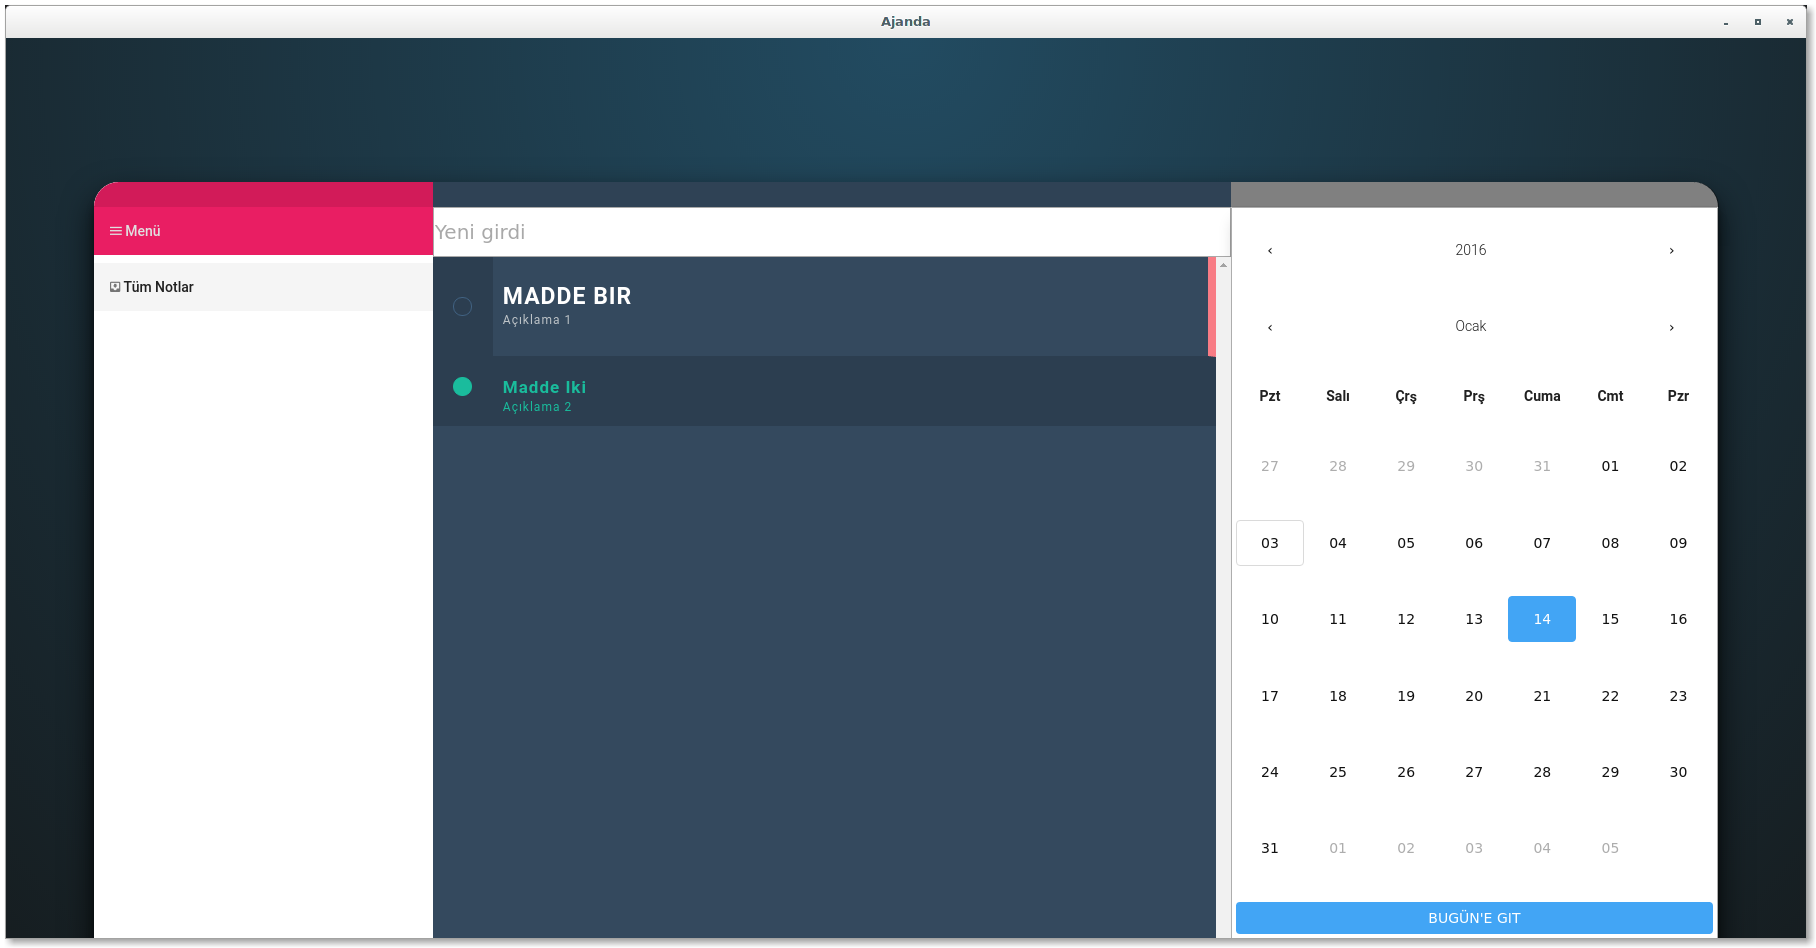 Ajanda
Menü
Tüm Notlar
Yeni girdi
MADDE BIR
Açıklama 1
Madde Iki
Açıklama 2
‹ 2016 ›
‹ Ocak ›
Pzt Salı Çrş Prş Cuma Cmt Pzr
27 28 29 30 31 01 02
03 04 05 06 07 08 09
10 11 12 13 14 15 16
17 18 19 20 21 22 23
24 25 26 27 28 29 30
31 01 02 03 04 05
BUGÜN'E GIT